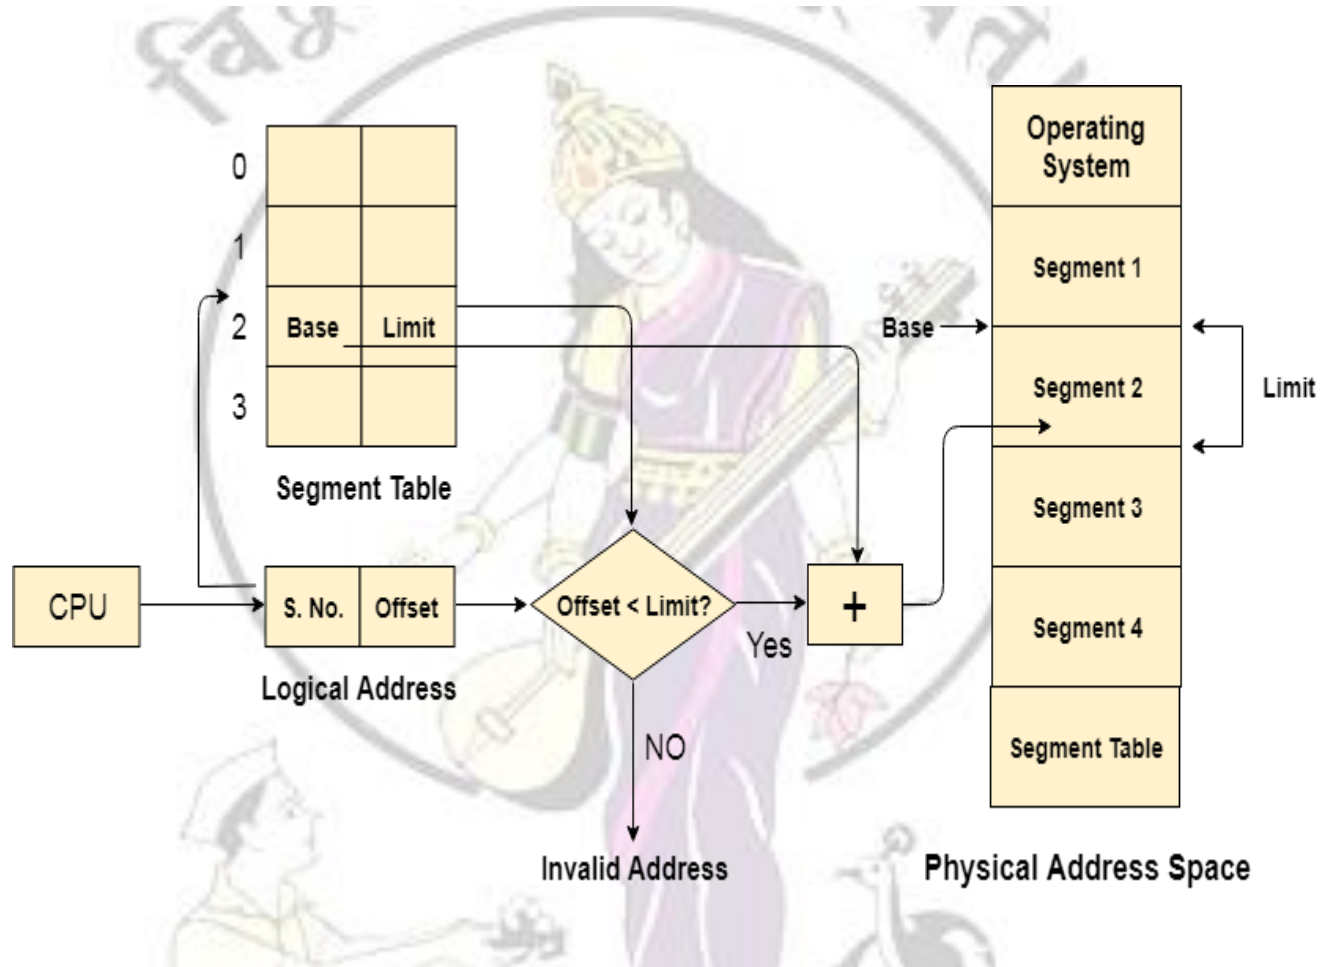 Operating
System
0
1
Segment 1
2
Base
Limit
Base
Segment 2
Limit
3
Segment Table
Segment 3
CPU
S. No.
Offset
Offset < Limit?
+
Yes
Segment 4
Logical Address
NO
Segment Table
Invalid Address
Physical Address Space